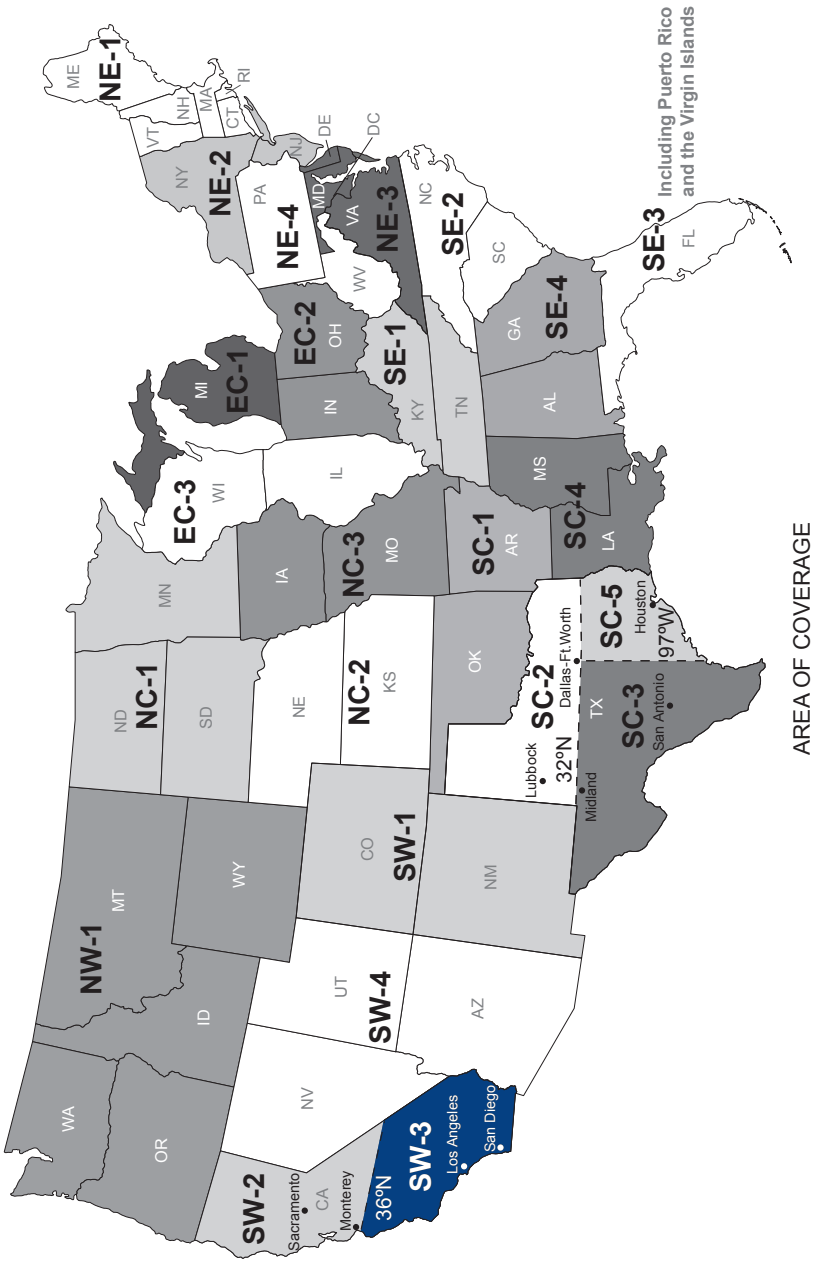 WA
OR
ID
NW-1
MT
WY
SW-2
Sacramento
CA
Monterey
36ºN
SW-3
Los Angeles
San Diego
NV
UT
SW-4
AZ
CO
SW-1
NM
ND
NC-1
SD
NE
NC-2
KS
OK
Lubbock
SC-2
Dallas-Ft.Worth
32ºN
Midland
TX
SC-3
San Antonio
SC-5
Houston
97ºW
MN
IA
NC-3
MO
SC-1
AR
SC-4
LA
MS
EC-3
WI
IL
MI
EC-1
IN
EC-2
OH
SE-1
KY
TN
AL
GA
SE-4
SE-3
FL
Including Puerto Rico
and the Virgin Islands
SC
SE-2
NC
WV
VA
NE-3
MD
DE
DC
NE-4
PA
NJ
NE-2
NY
VT
NH
MA
CT
RI
ME
NE-1
AREA OF COVERAGE